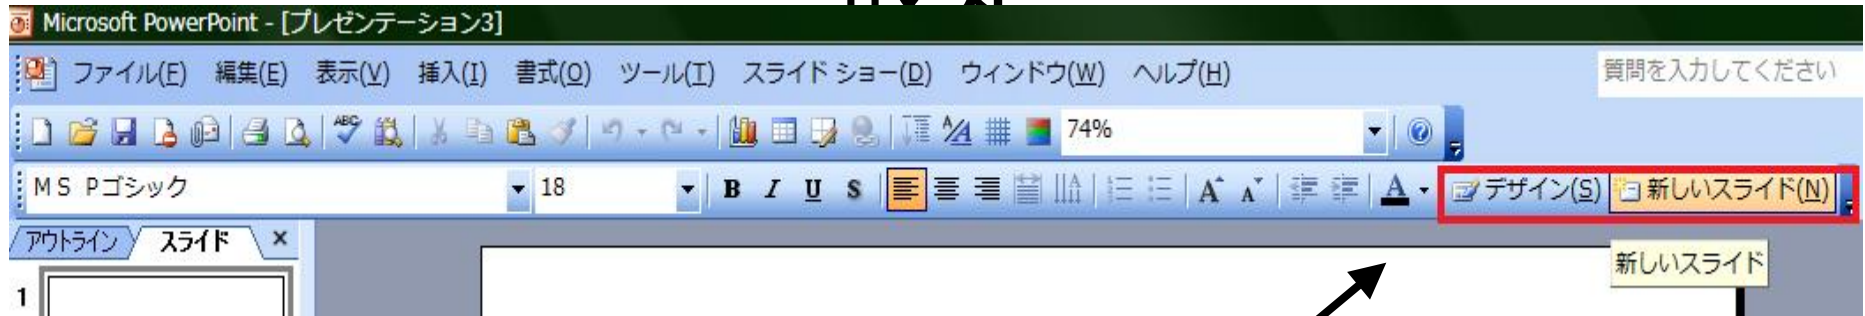 Microsoft PowerPoint - [プレゼンテーション3]
ファイル(F) 編集(E) 表示(V) 挿入(I) 書式(O) ツール(T) スライド ショー(D) ウィンドウ(W) ヘルプ(H) 質問を入力してください
ABC 74%
MS Pゴシック 18 B I U S A A A デザイン(S) 新しいスライド(N)
アウトライン スライド ×
新しいスライド
1